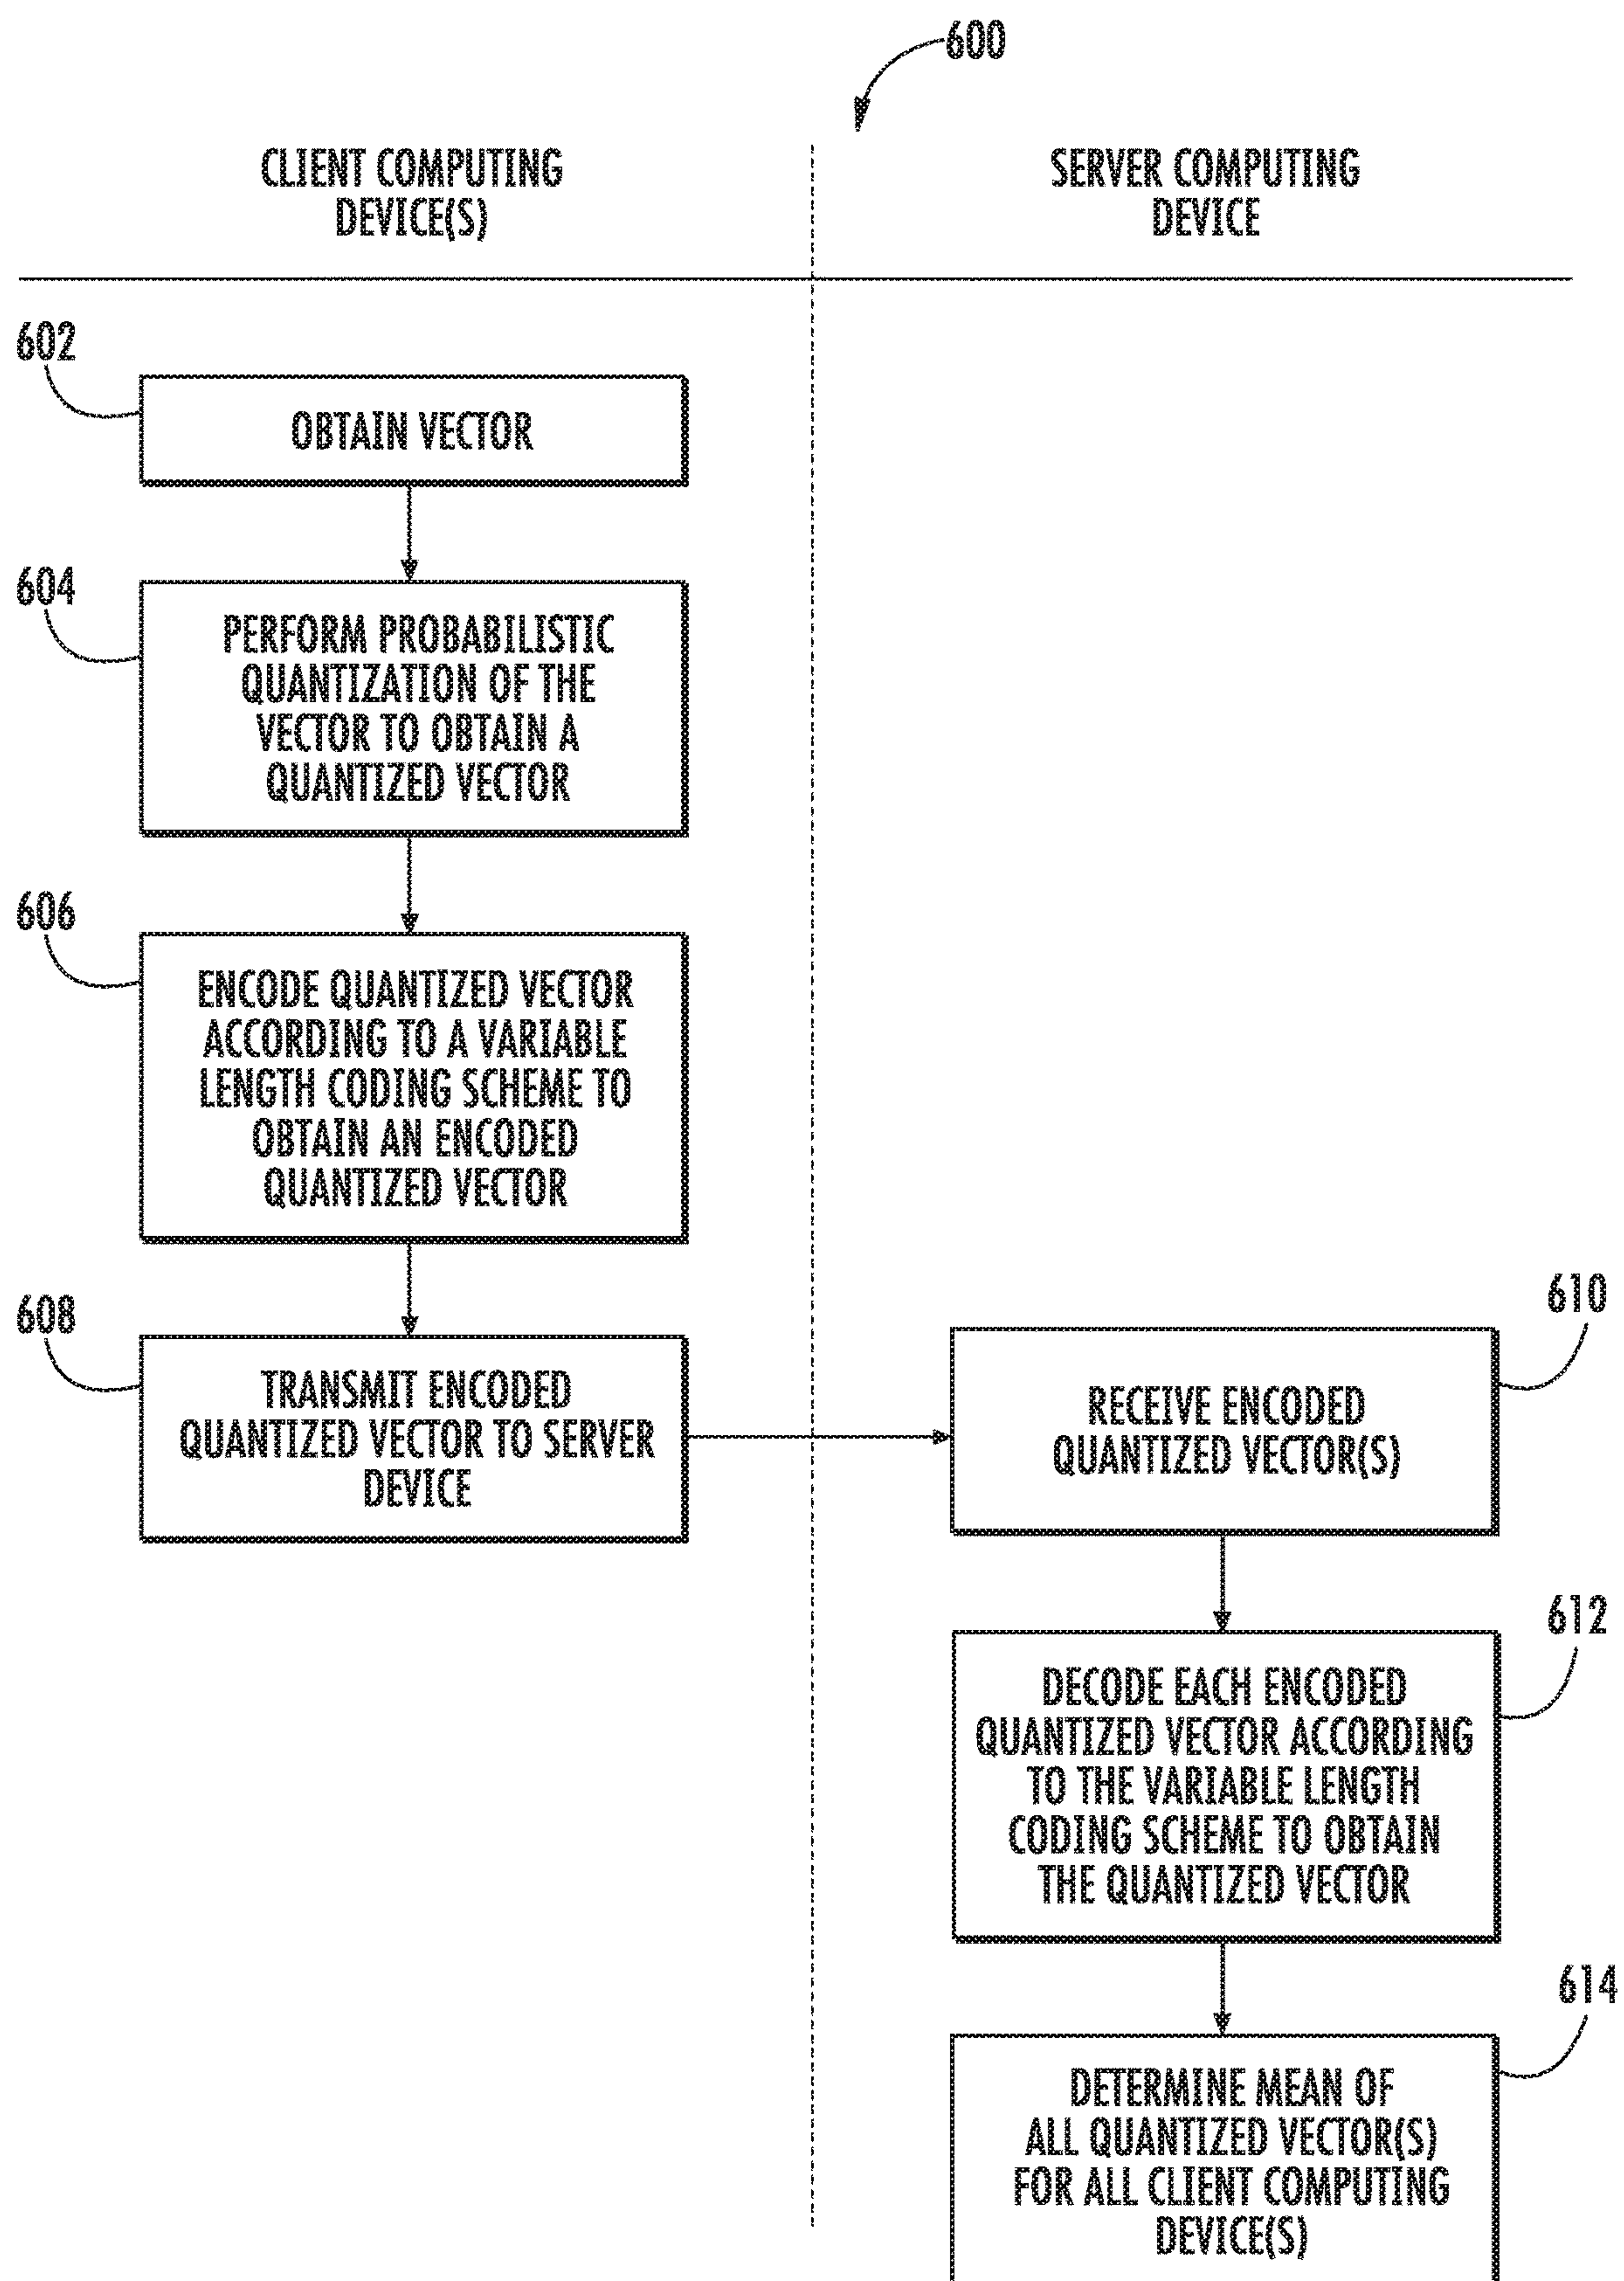 600
CLIENT COMPUTING
DEVICE(S)
SERVER COMPUTING
DEVICE
602
OBTAIN VECTOR
604
PERFORM PROBABILISTIC
QUANTIZATION OF THE
VECTOR TO OBTAIN A
QUANTIZED VECTOR
606
ENCODE QUANTIZED VECTOR
ACCORDING TO A VARIABLE
LENGTH CODING SCHEME TO
OBTAIN AN ENCODED
QUANTIZED VECTOR
608
TRANSMIT ENCODED
QUANTIZED VECTOR TO SERVER
DEVICE
610
RECEIVE ENCODED
QUANTIZED VECTOR(S)
612
DECODE EACH ENCODED
QUANTIZED VECTOR ACCORDING
TO THE VARIABLE LENGTH
CODING SCHEME TO OBTAIN
THE QUANTIZED VECTOR
614
DETERMINE MEAN OF
ALL QUANTIZED VECTOR(S)
FOR ALL CLIENT COMPUTING
DEVICE(S)